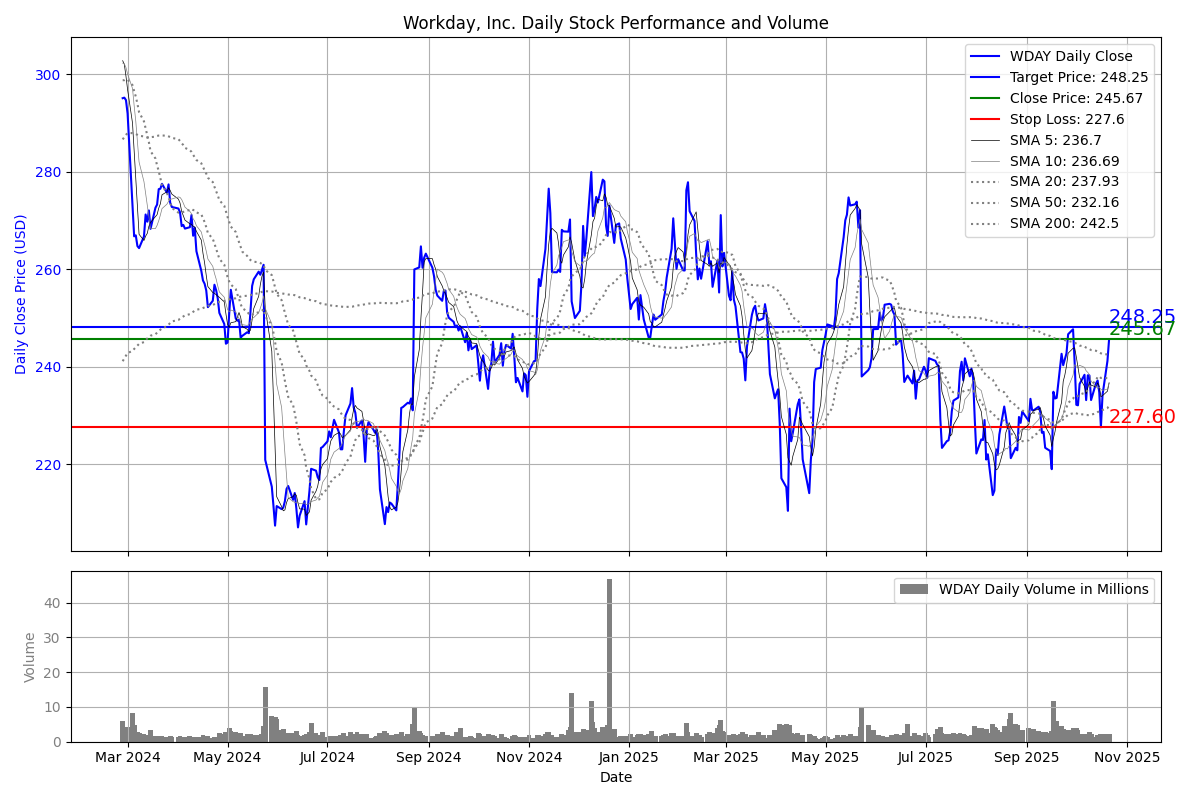 Workday, Inc. Daily Stock Performance and Volume
WDAY Daily Close
Target Price: 248.25
Close Price: 245.67
Stop Loss: 227.6
SMA 5: 236.7
SMA 10: 236.69
SMA 20: 237.93
SMA 50: 232.16
SMA 200: 242.5
Daily Close Price (USD)
300
280
260
240
220
248.25
245.67
227.60
WDAY Daily Volume in Millions
Volume
40
30
20
10
0
Mar 2024
May 2024
Jul 2024
Sep 2024
Nov 2024
Jan 2025
Mar 2025
May 2025
Jul 2025
Sep 2025
Nov 2025
Date